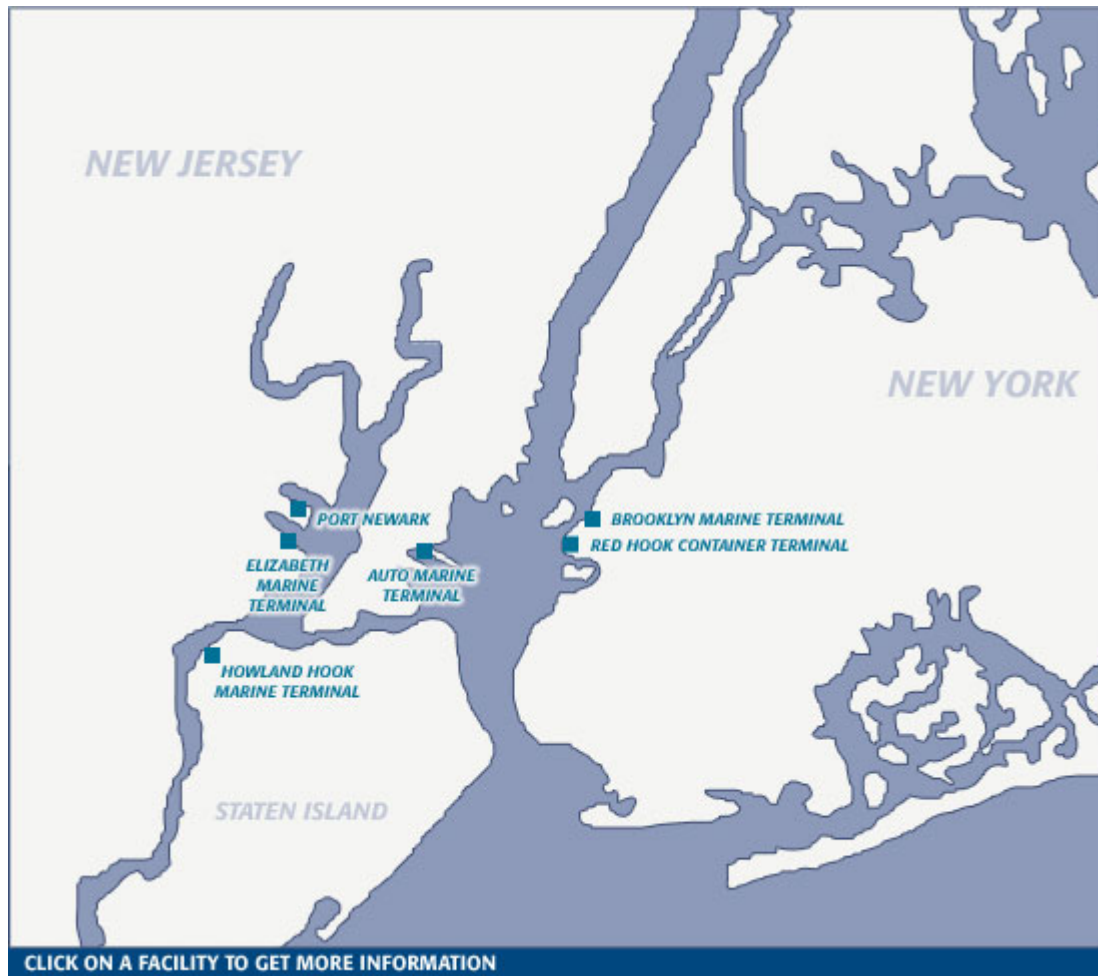 NEW JERSEY
NEW YORK
PORT NEWARK
BROOKLYN MARINE TERMINAL
RED HOOK CONTAINER TERMINAL
ELIZABETH
MARINE
TERMINAL
AUTO MARINE
TERMINAL
HOWLAND HOOK
MARINE TERMINAL
STATEN ISLAND
CLICK ON A FACILITY TO GET MORE INFORMATION